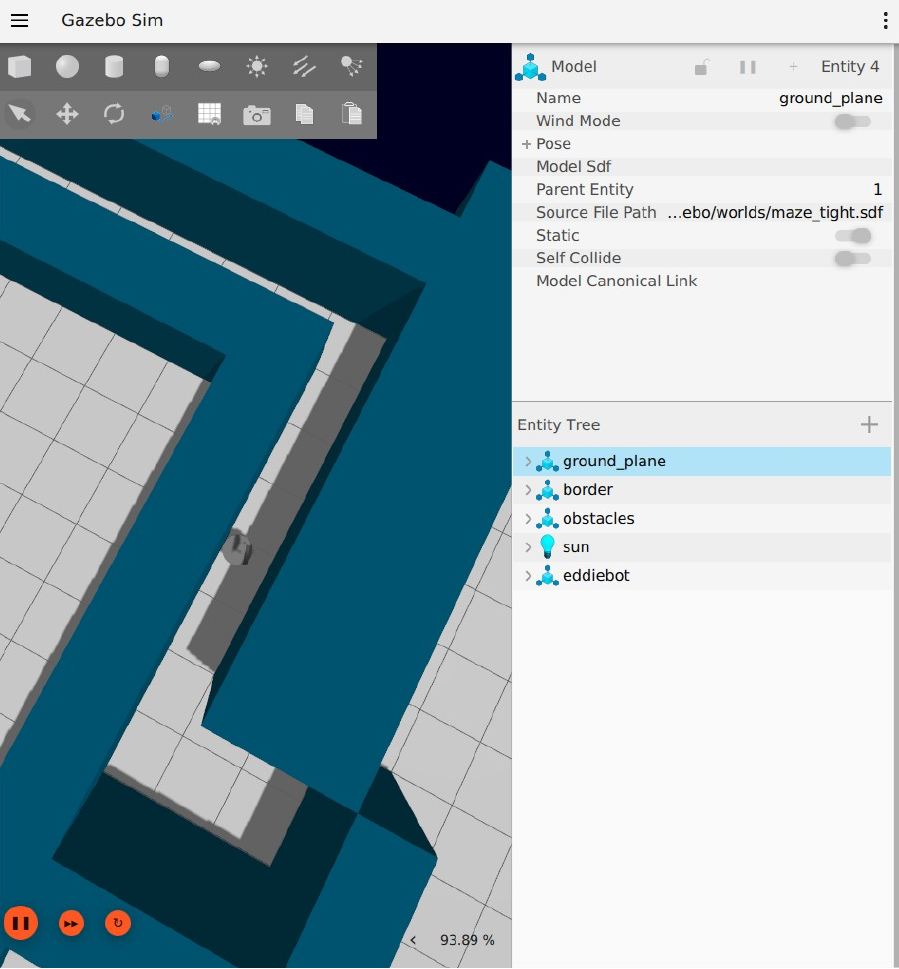 Gazebo Sim
Model
Entity 4
Name ground_plane
Wind Mode
Pose
Model Sdf
Parent Entity 1
Source File Path ...ebo/worlds/maze_tight.sdf
Static
Self Collide
Model Canonical Link
Entity Tree
ground_plane
border
obstacles
sun
eddiebot
93.89 %